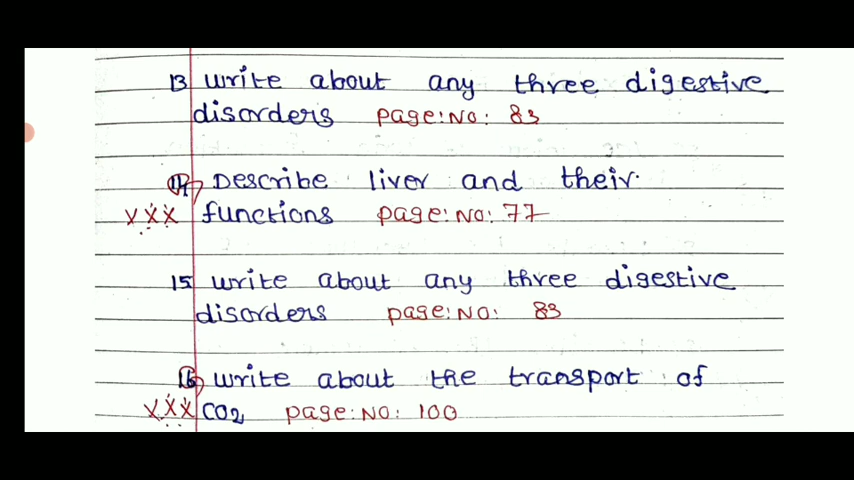 13 write about any three digestive
disorders page:No: 83
14 Describe liver and their
xxx functions page:No:77
15 write about any three digestive
disorders page:No: 83
16 write about the transport of
xxx CO2 page:No: 100